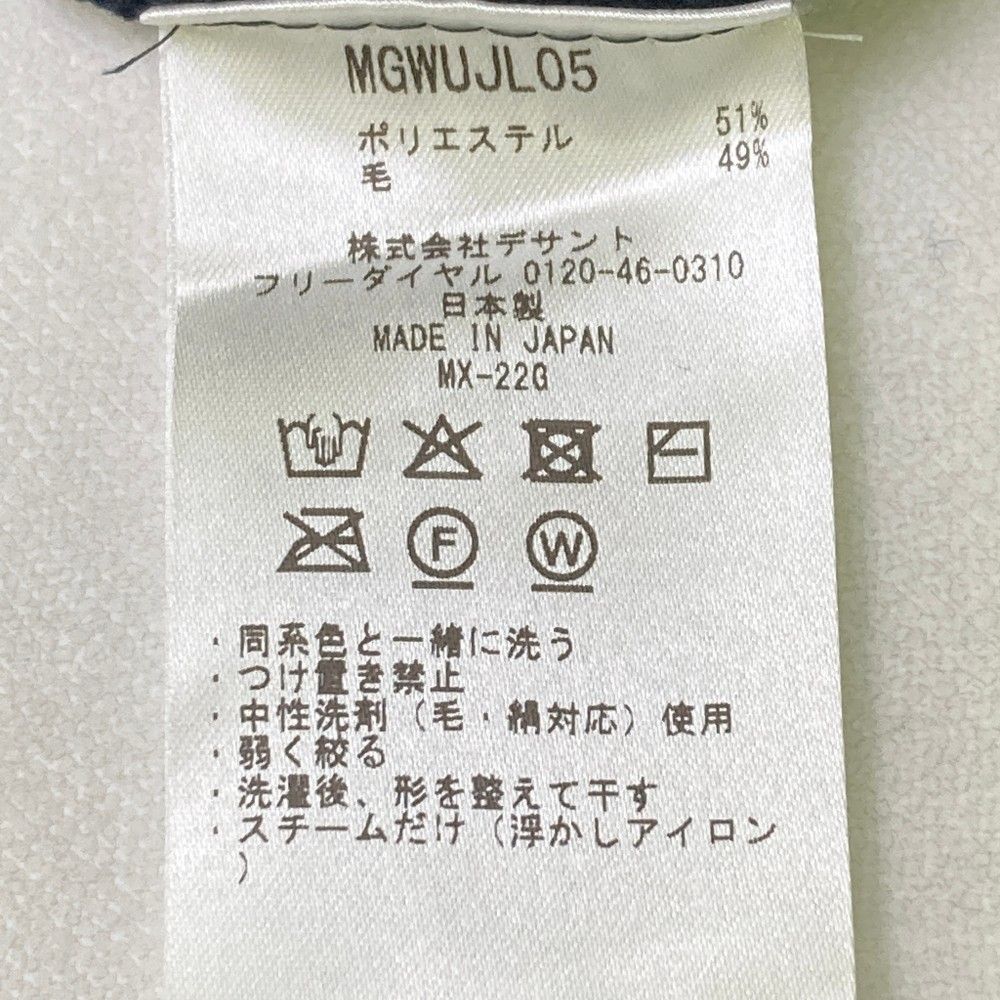 MGWUJL05
ポリエステル 51%
毛 49%
株式会社デサント
フリーダイヤル 0120-46-0310
日本製
MADE IN JAPAN
MX-22G
F W
・同系色と一緒に洗う
・つけ置き禁止
・中性洗剤(毛・絹対応)使用
・弱く絞る
・洗濯後、形を整えて干す
・スチームだけ(浮かしアイロン
)